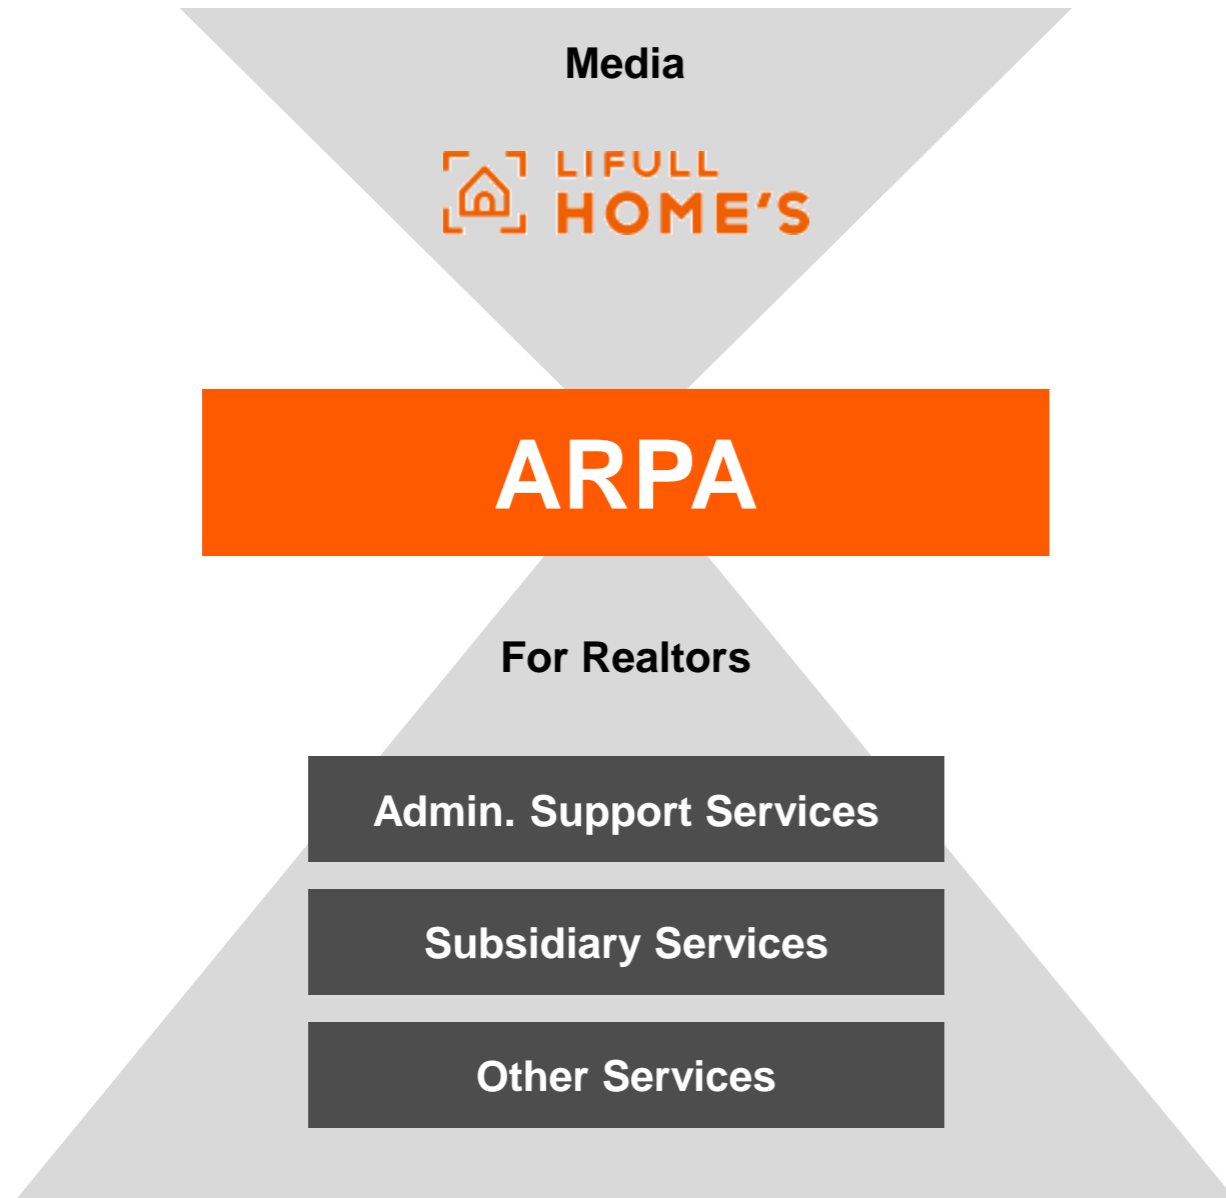 Media
LIFULL
HOME'S
ARPA
For Realtors
Admin. Support Services
Subsidiary Services
Other Services